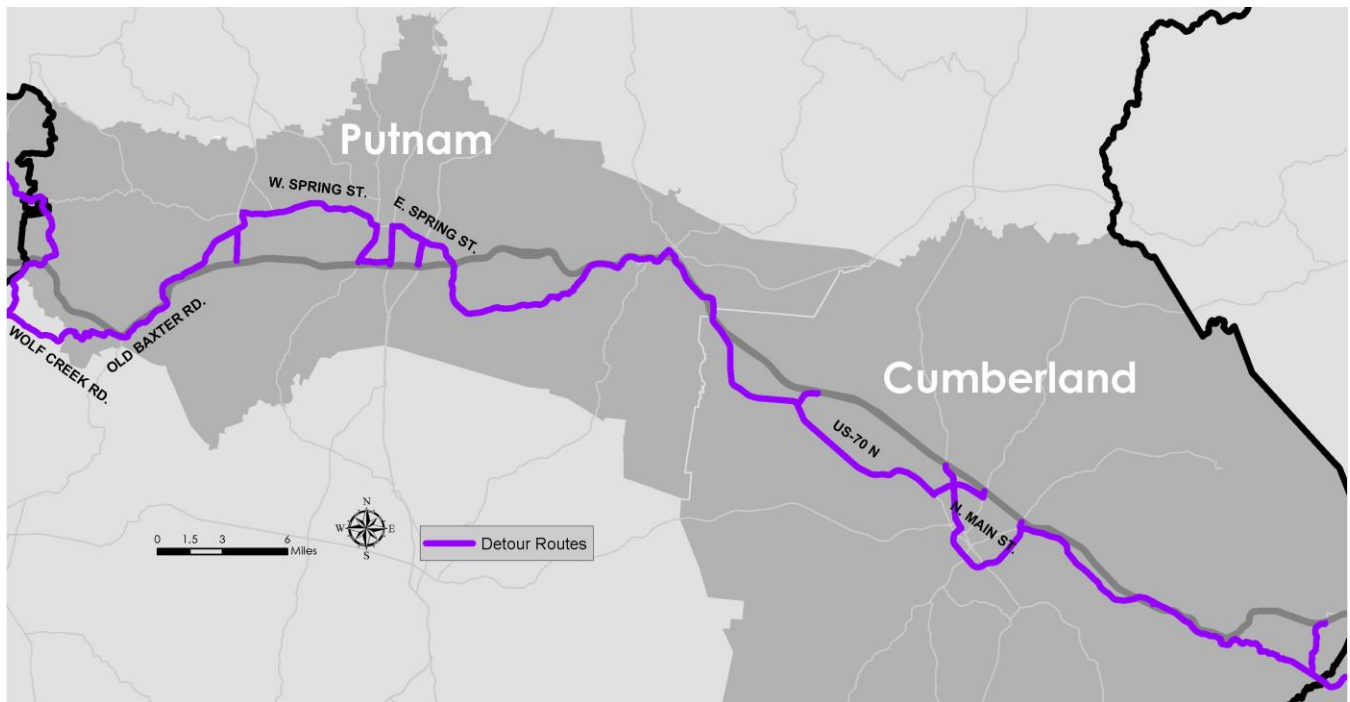 Putnam
W. SPRING ST.
E. SPRING ST.
OLD BAXTER RD.
WOLF CREEK RD.
Cumberland
US-70 N
N. MAIN ST.
N
W E
S
0 1.5 3 6
Miles
Detour Routes